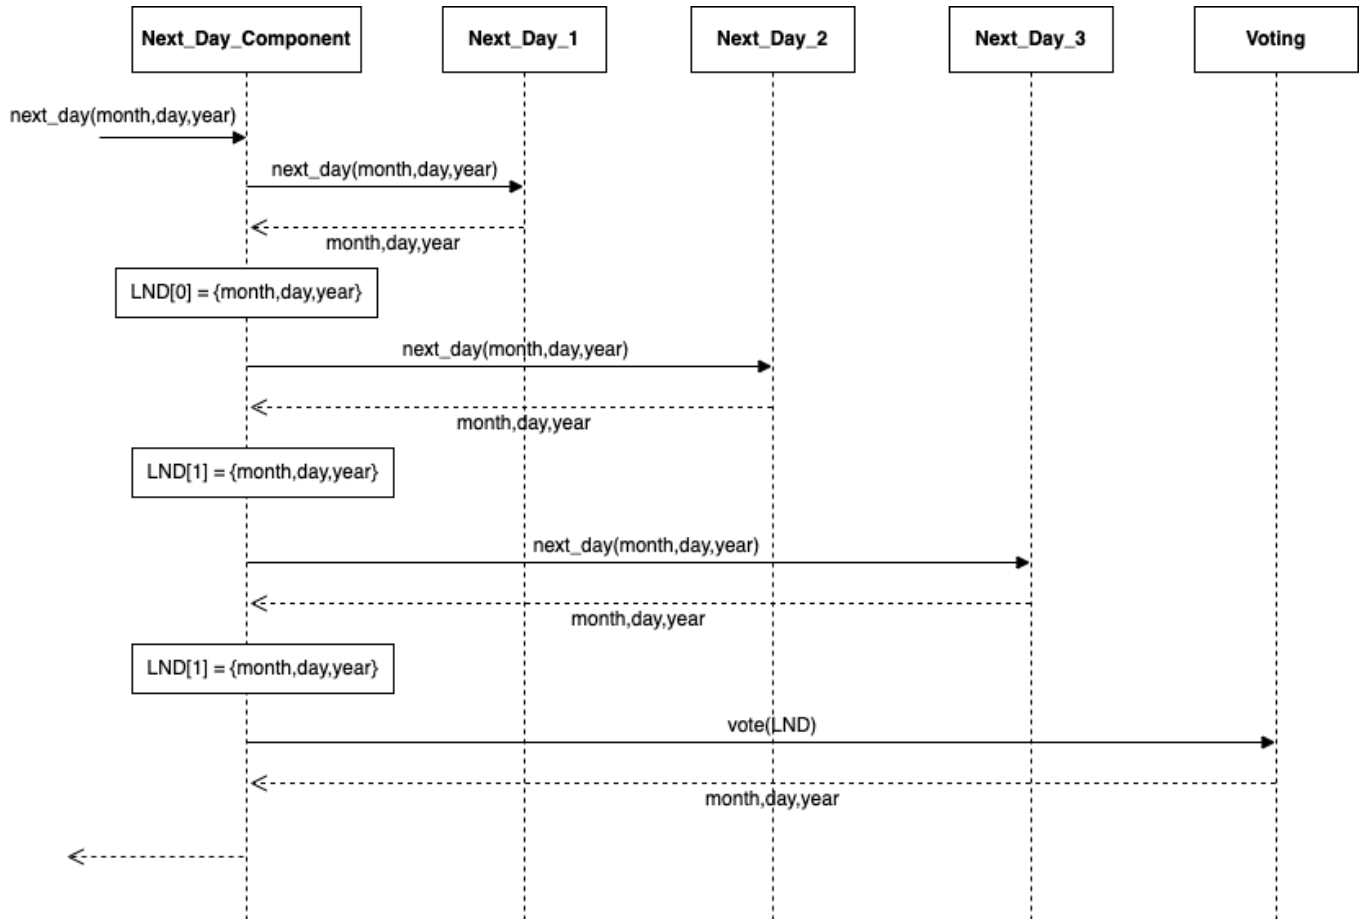 Next_Day_Component
Next_Day_1
Next_Day_2
Next_Day_3
Voting
next_day(month,day,year)
next_day(month,day,year)
month,day,year
LND[0] = {month,day,year}
next_day(month,day,year)
month,day,year
LND[1] = {month,day,year}
next_day(month,day,year)
month,day,year
LND[1] = {month,day,year}
vote(LND)
month,day,year